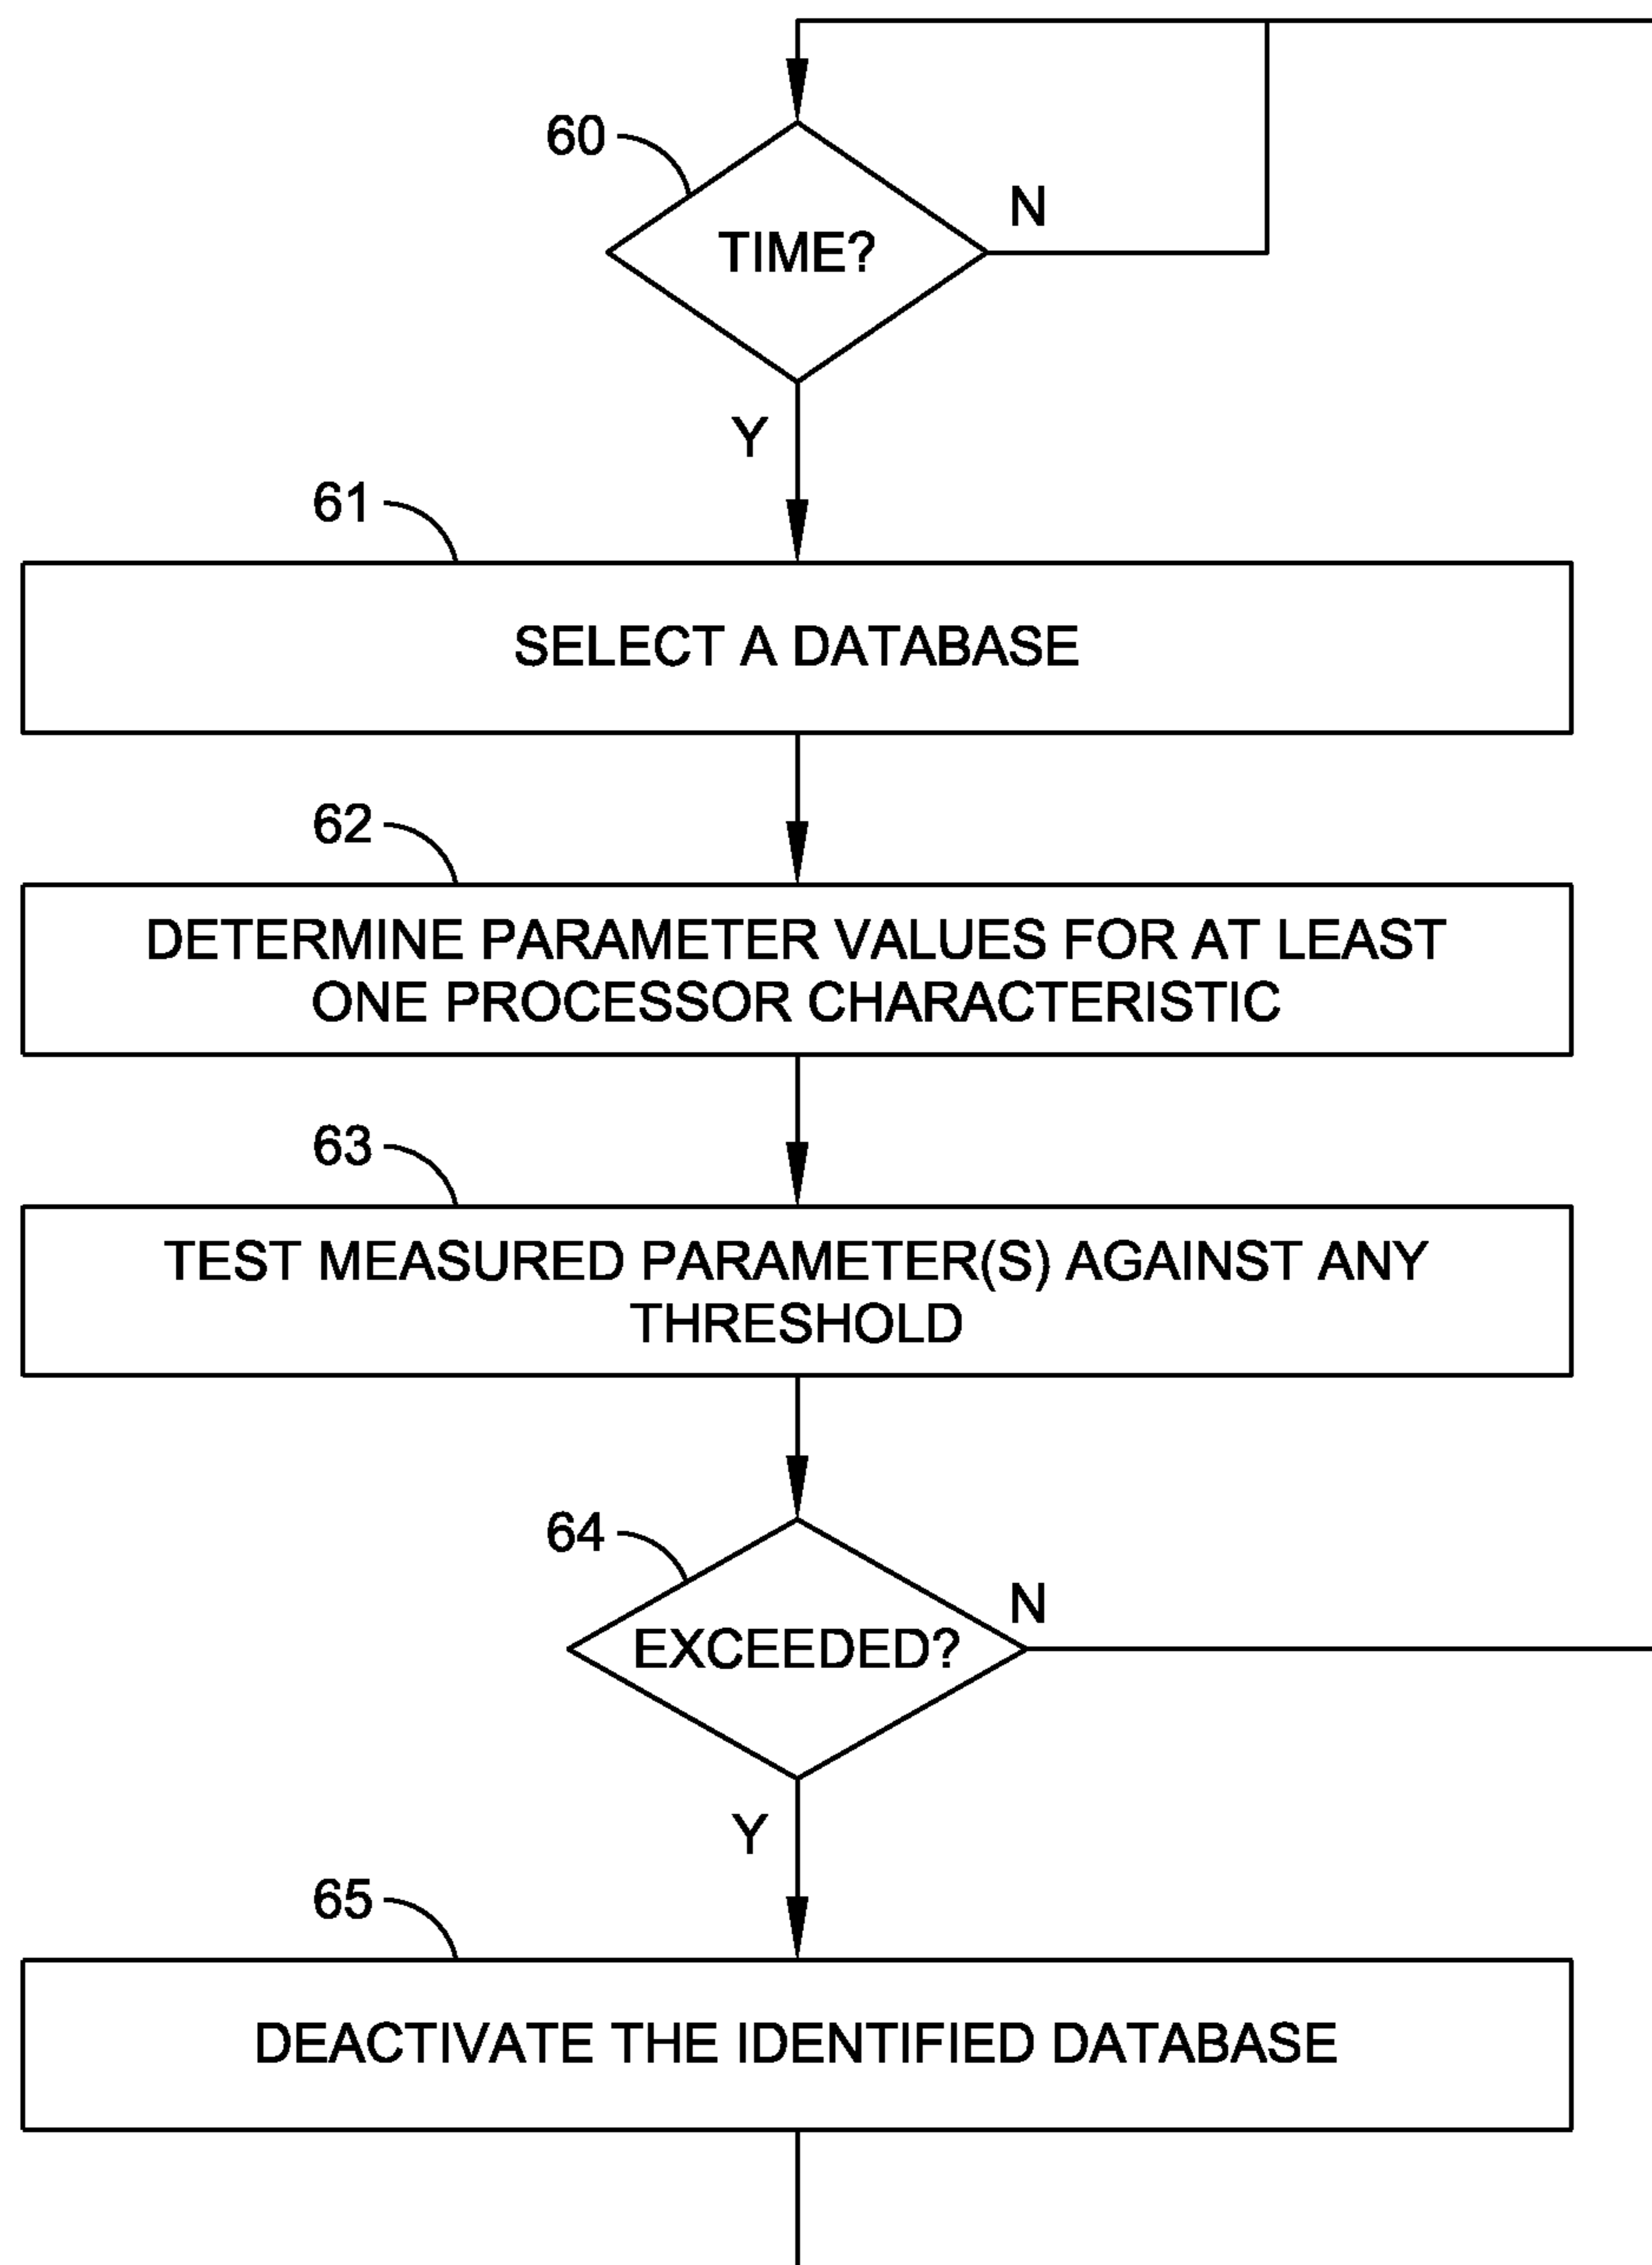 60
TIME?
N
Y
61
SELECT A DATABASE
62
DETERMINE PARAMETER VALUES FOR AT LEAST
ONE PROCESSOR CHARACTERISTIC
63
TEST MEASURED PARAMETER(S) AGAINST ANY
THRESHOLD
64
N
EXCEEDED?
Y
65
DEACTIVATE THE IDENTIFIED DATABASE